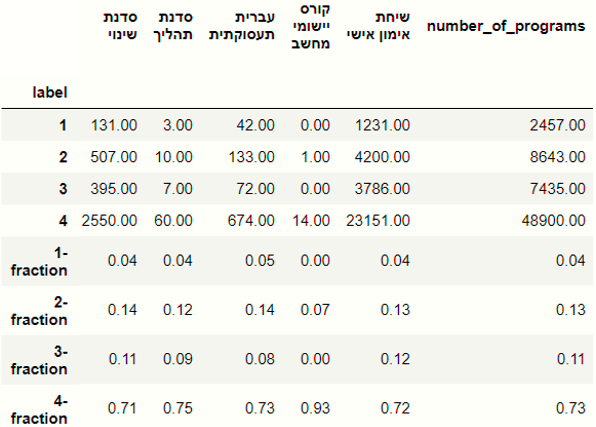 סדנת שינוי סדנת תהליך עברית תעסוקתית קורס יישומי מחשב שיחת אימון אישי number_of_programs
label
1 131.00 3.00 42.00 0.00 1231.00 2457.00
2 507.00 10.00 133.00 1.00 4200.00 8643.00
3 395.00 7.00 72.00 0.00 3786.00 7435.00
4 2550.00 60.00 674.00 14.00 23151.00 48900.00
1-fraction 0.04 0.04 0.05 0.00 0.04 0.04
2-fraction 0.14 0.12 0.14 0.07 0.13 0.13
3-fraction 0.11 0.09 0.08 0.00 0.12 0.11
4-fraction 0.71 0.75 0.73 0.93 0.72 0.73